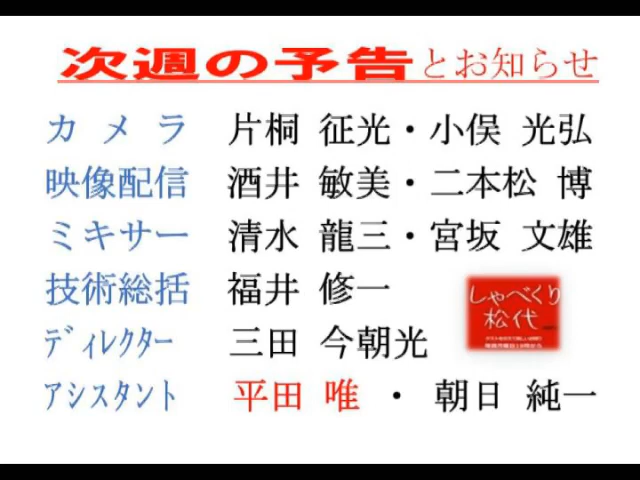 次週の予告とお知らせ
カメラ 片桐 征光・小俣 光弘
映像配信 酒井 敏美・二本松 博
ミキサー 清水 龍三・宮坂 文雄
技術総括 福井 修一
しゃべくり
松代
ディレクター 三田 今朝光
アシスタント 平田 唯 ・ 朝日 純一